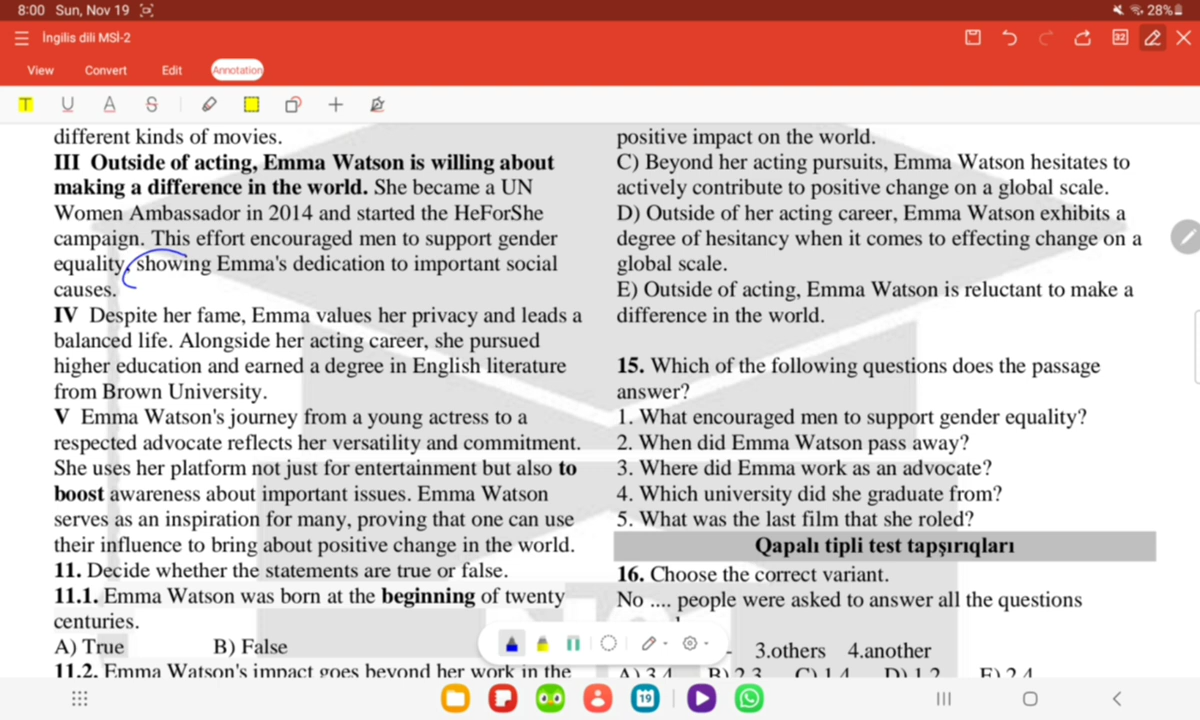 8:00 Sun, Nov 19
28%
İngilis dili MSİ-2
32
View Convert Edit Annotation
T U A S
different kinds of movies.
III Outside of acting, Emma Watson is willing about
making a difference in the world. She became a UN
Women Ambassador in 2014 and started the HeForShe
campaign. This effort encouraged men to support gender
equality, showing Emma's dedication to important social
causes.
IV Despite her fame, Emma values her privacy and leads a
balanced life. Alongside her acting career, she pursued
higher education and earned a degree in English literature
from Brown University.
V Emma Watson's journey from a young actress to a
respected advocate reflects her versatility and commitment.
She uses her platform not just for entertainment but also to
boost awareness about important issues. Emma Watson
serves as an inspiration for many, proving that one can use
their influence to bring about positive change in the world.
11. Decide whether the statements are true or false.
11.1. Emma Watson was born at the beginning of twenty
centuries.
A) True B) False
11.2. Emma Watson's impact goes beyond her work in the
positive impact on the world.
C) Beyond her acting pursuits, Emma Watson hesitates to
actively contribute to positive change on a global scale.
D) Outside of her acting career, Emma Watson exhibits a
degree of hesitancy when it comes to effecting change on a
global scale.
E) Outside of acting, Emma Watson is reluctant to make a
difference in the world.
15. Which of the following questions does the passage
answer?
1. What encouraged men to support gender equality?
2. When did Emma Watson pass away?
3. Where did Emma work as an advocate?
4. Which university did she graduate from?
5. What was the last film that she roled?
Qapalı tipli test tapşırıqları
16. Choose the correct variant.
No .... people were asked to answer all the questions
3.others 4.another
A) 3,4 B) 2,3 C) 1,4 D) 1,2 E) 2,4
19